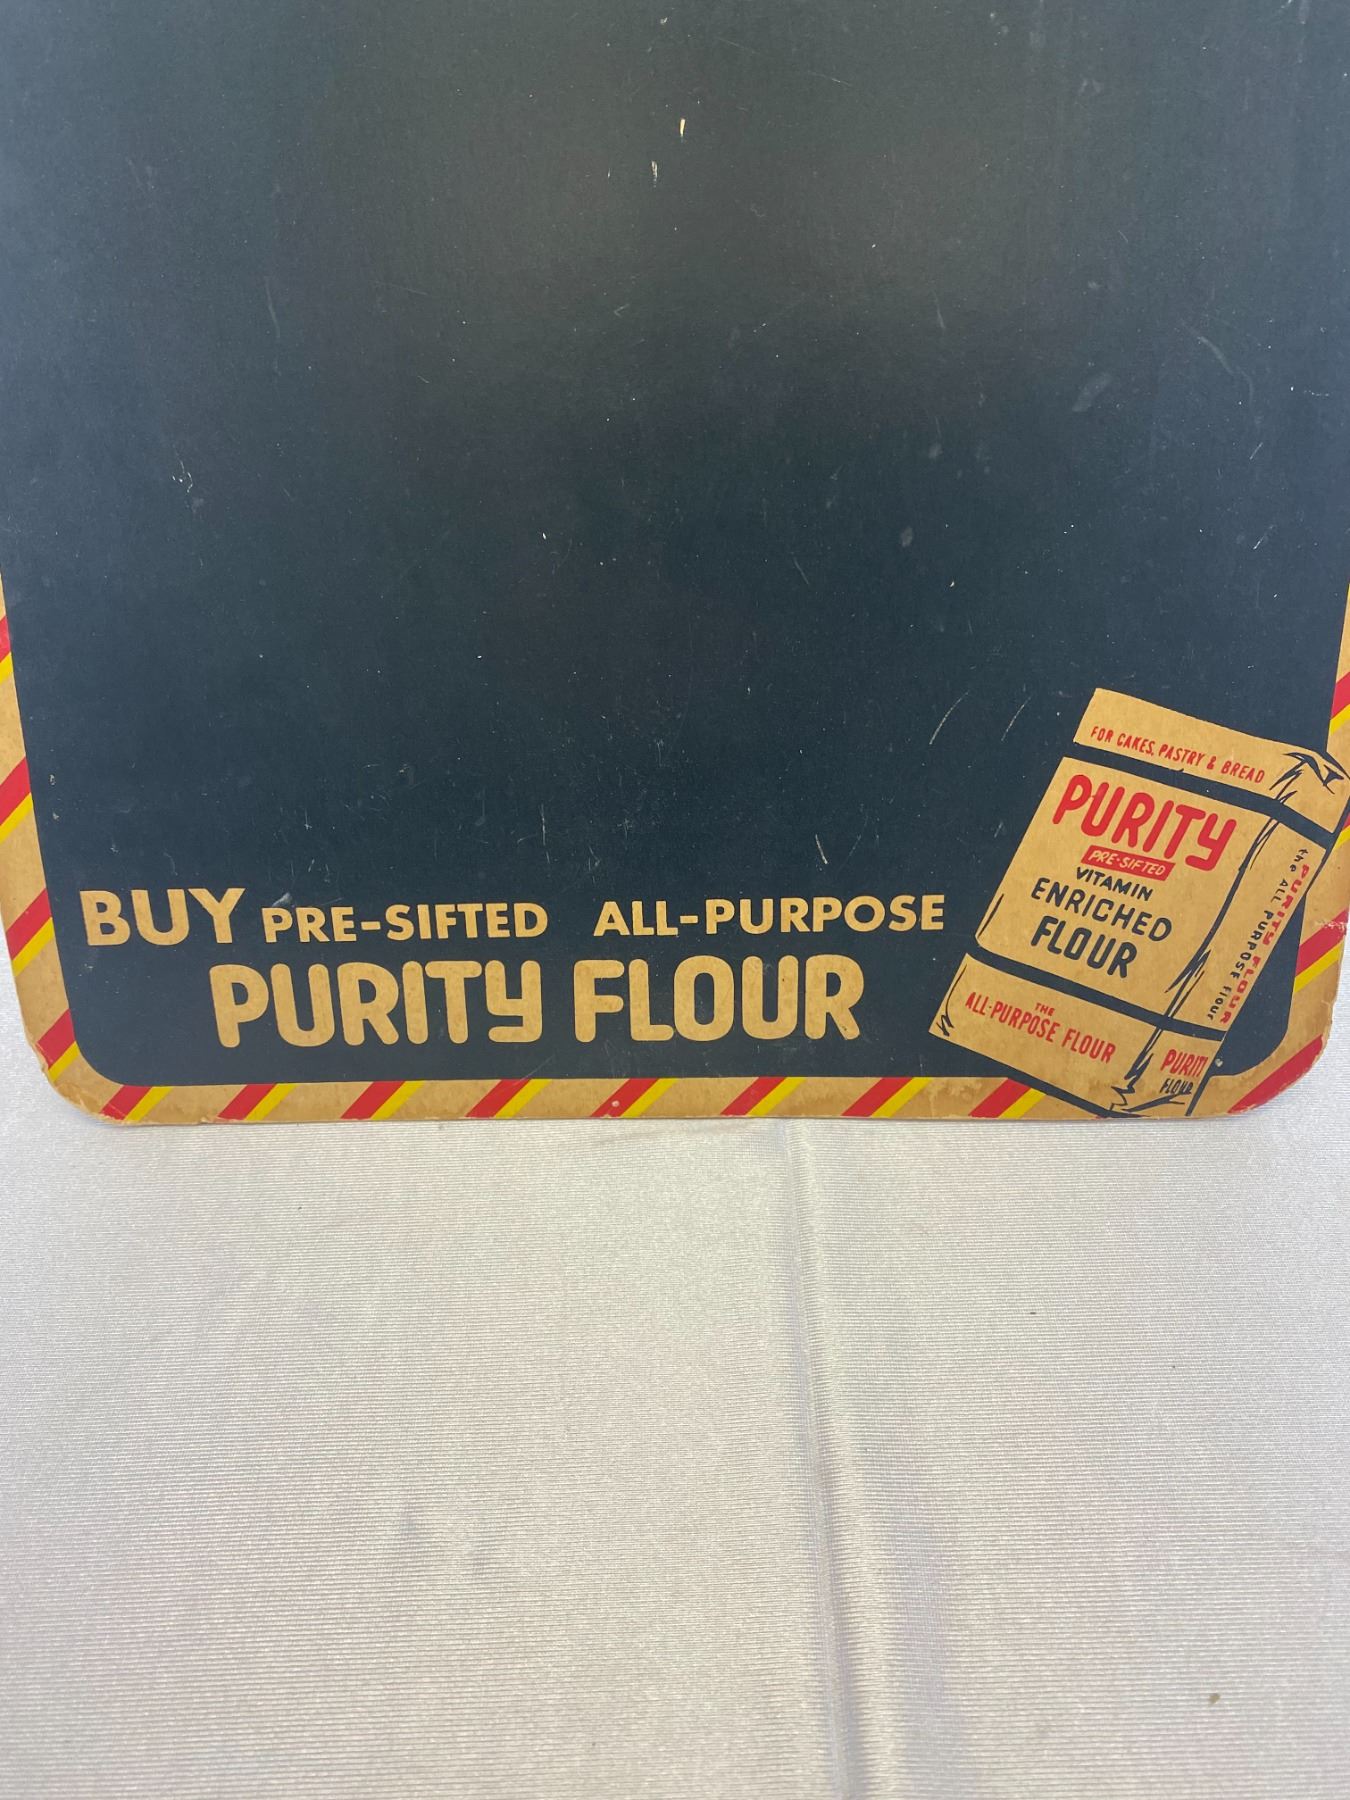 BUY PRE-SIFTED ALL-PURPOSE
PURITY FLOUR
FOR CAKES, PASTRY & BREAD
PURITY
PRE-SIFTED
VITAMIN
ENRICHED
FLOUR
THE
ALL-PURPOSE FLOUR
PURITY FLOUR
the ALL PURPOSE Flour
PURITY
FLOUR